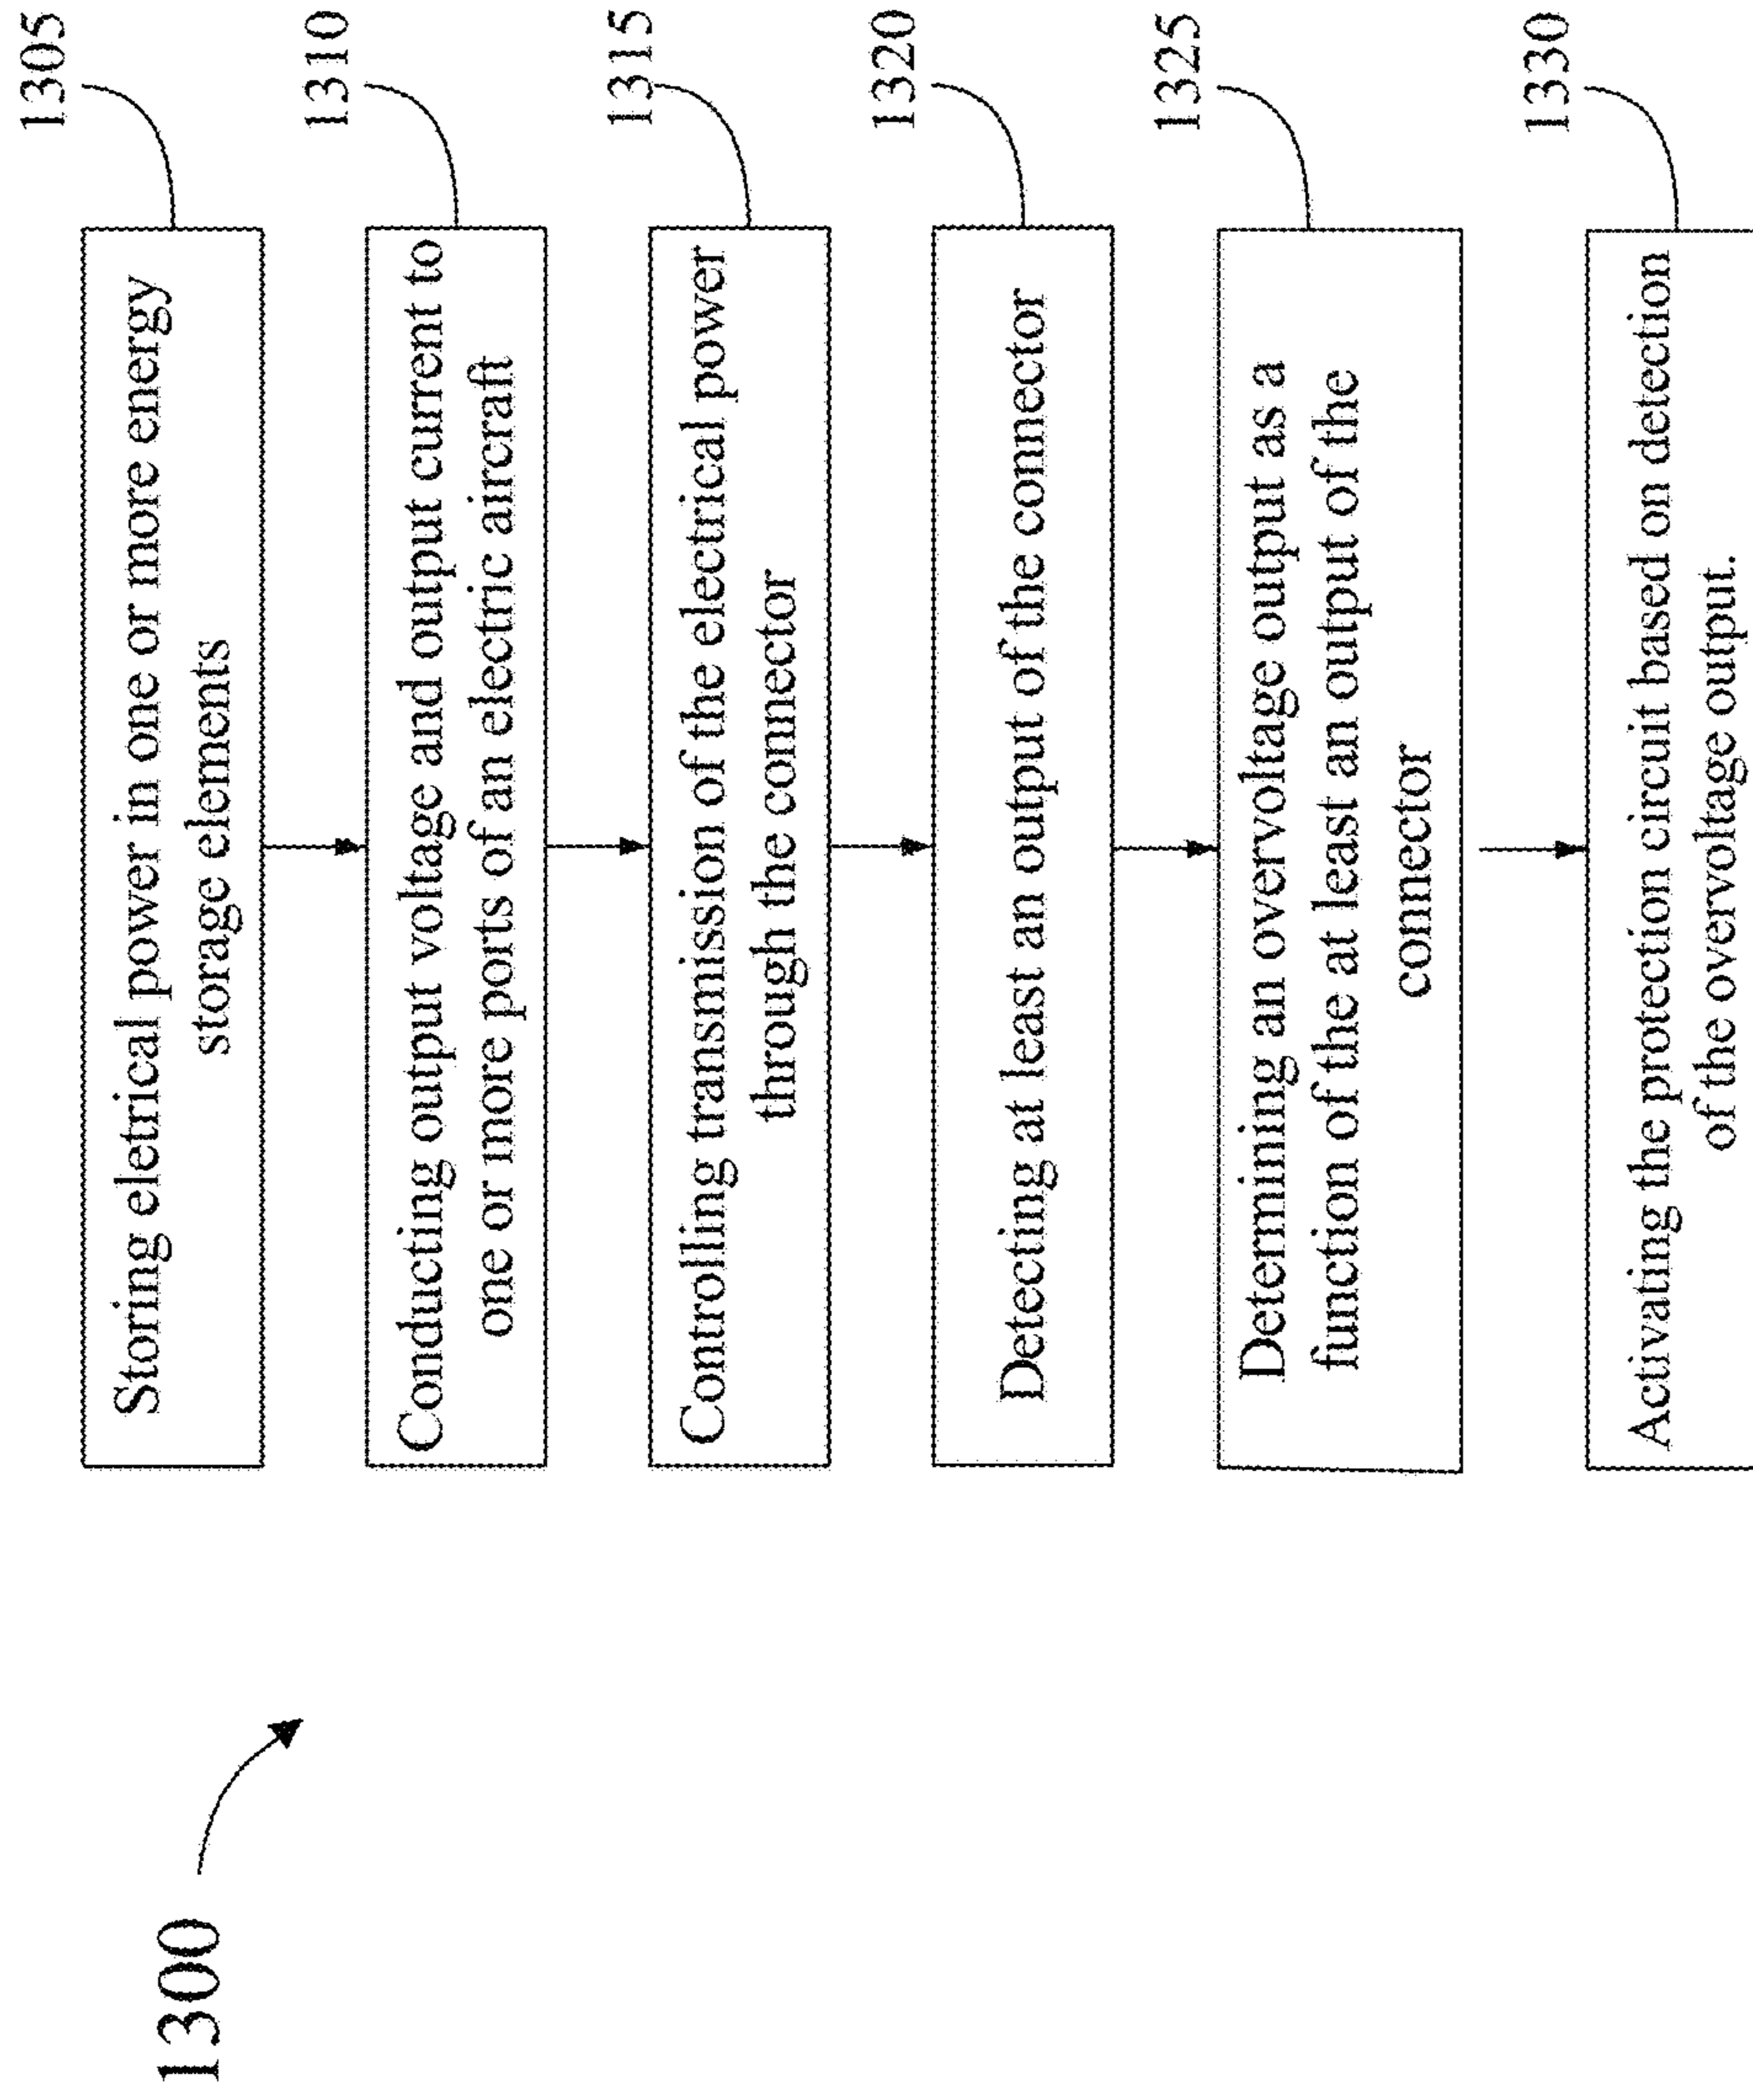 1300
1305
Storing eletrical power in one or more energy
storage elements
1310
Conducting output voltage and output current to
one or more ports of an electric aircraft
1315
Controlling transmission of the electrical power
through the connector
1320
Detecting at least an output of the connector
1325
Determining an overvoltage output as a
function of the at least an output of the
connector
1330
Activating the protection circuit based on detection
of the overvoltage output.